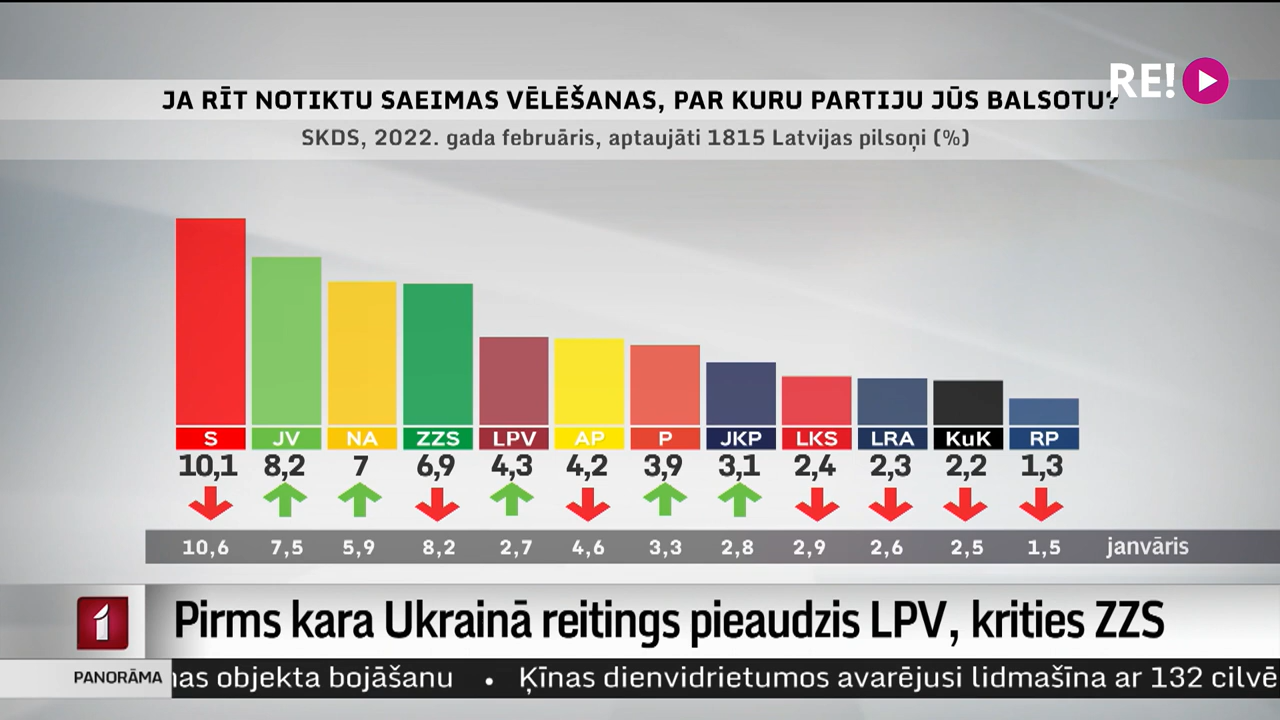 RE!
JA RĪT NOTIKTU SAEIMAS VĒLĒŠANAS, PAR KURU PARTIJU JŪS BALSOTU?
SKDS, 2022. gada februāris, aptaujāti 1815 Latvijas pilsoņi (%)
S JV NA ZZS LPV AP P JKP LKS LRA KuK RP
10,1 8,2 7 6,9 4,3 4,2 3,9 3,1 2,4 2,3 2,2 1,3
10,6 7,5 5,9 8,2 2,7 4,6 3,3 2,8 2,9 2,6 2,5 1,5 janvāris
1 Pirms kara Ukrainā reitings pieaudzis LPV, krities ZZS
PANORĀMA nas objekta bojāšanu • Ķīnas dienvidrietumos avarējusi lidmašīna ar 132 cilvē